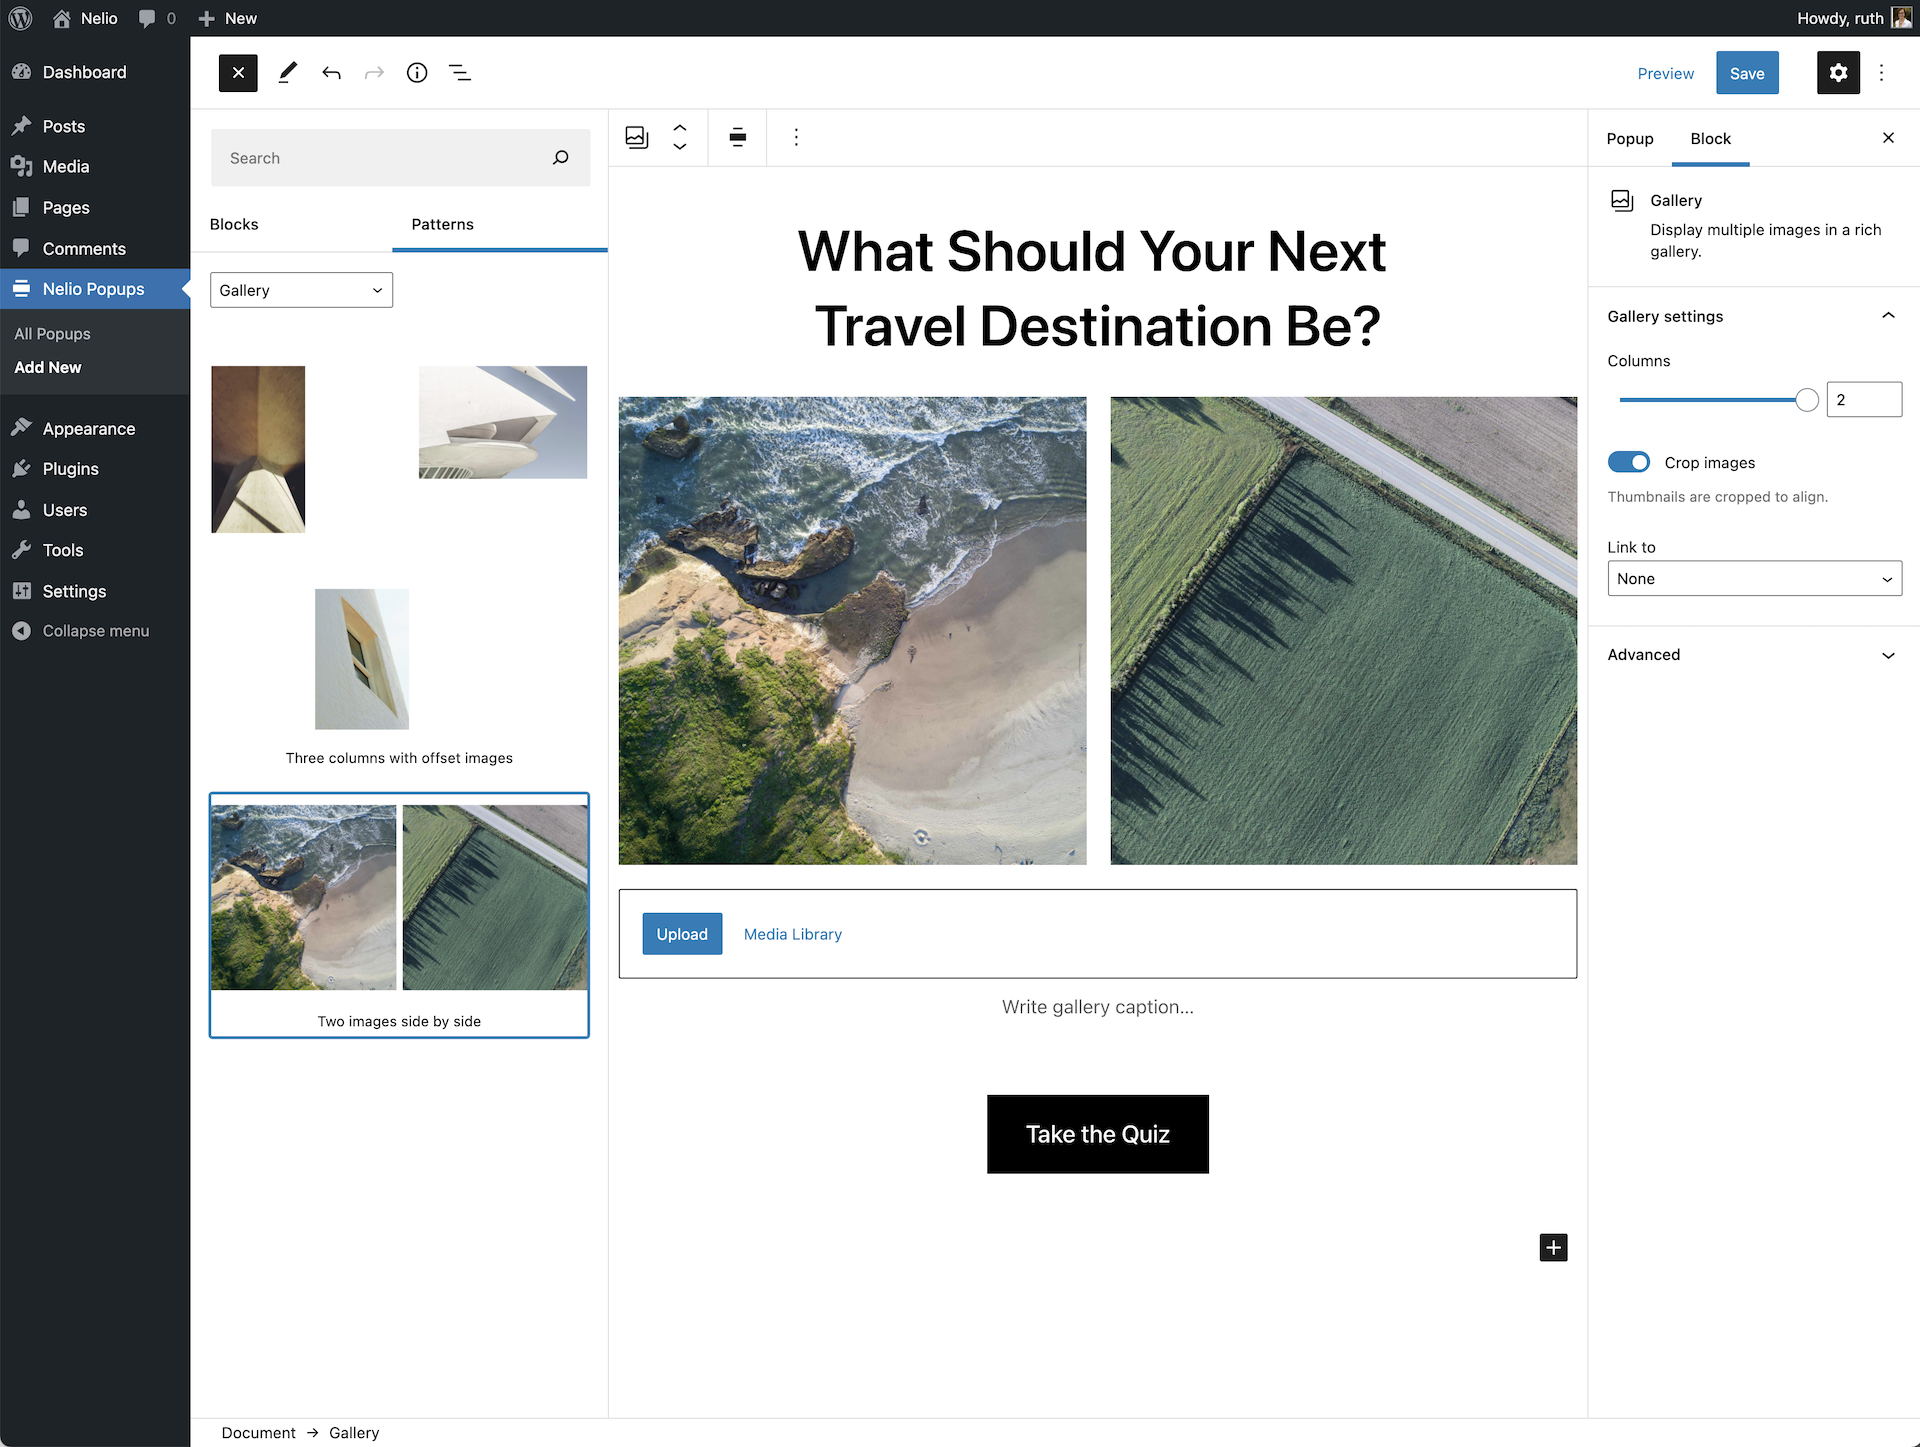 Nelio 0 New Howdy, ruth
Dashboard
Posts
Media
Pages
Comments
Nelio Popups
All Popups
Add New
Appearance
Plugins
Users
Tools
Settings
Collapse menu
Preview Save
Search
Blocks Patterns
Gallery
Three columns with offset images
Two images side by side
What Should Your Next
Travel Destination Be?
Upload Media Library
Write gallery caption...
Take the Quiz
Popup Block
Gallery
Display multiple images in a rich
gallery.
Gallery settings
Columns
2
Crop images
Thumbnails are cropped to align.
Link to
None
Advanced
Document → Gallery